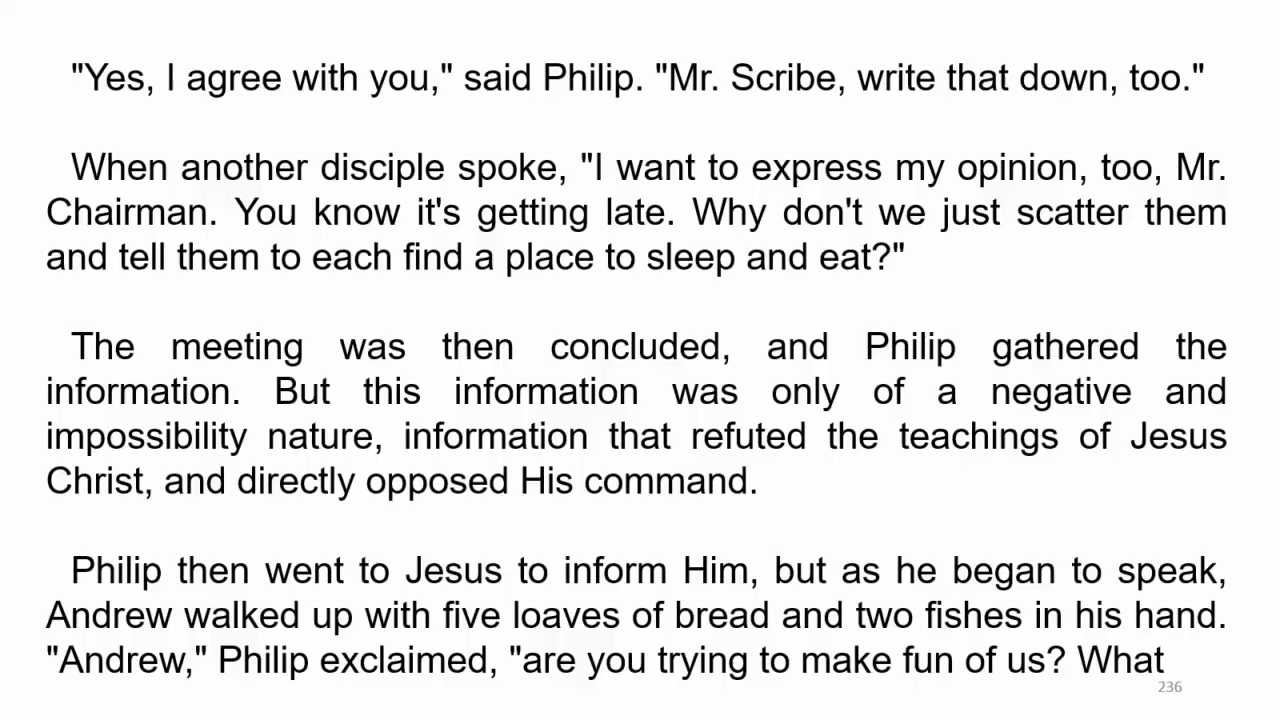 "Yes, I agree with you," said Philip. "Mr. Scribe, write that down, too."
When another disciple spoke, "I want to express my opinion, too, Mr.
Chairman. You know it's getting late. Why don't we just scatter them
and tell them to each find a place to sleep and eat?"
The meeting was then concluded, and Philip gathered the
information. But this information was only of a negative and
impossibility nature, information that refuted the teachings of Jesus
Christ, and directly opposed His command.
Philip then went to Jesus to inform Him, but as he began to speak,
Andrew walked up with five loaves of bread and two fishes in his hand.
"Andrew," Philip exclaimed, "are you trying to make fun of us? What
236